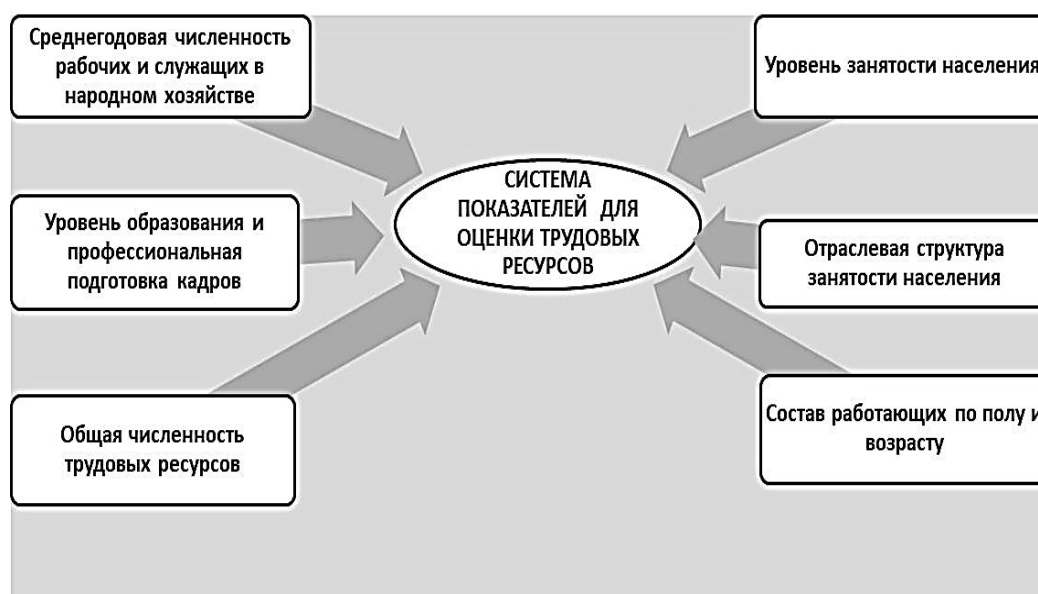 Среднегодовая численность
рабочих и служащих в
народном хозяйстве
Уровень образования и
профессиональная
подготовка кадров
Общая численность
трудовых ресурсов
СИСТЕМА
ПОКАЗАТЕЛЕЙ ДЛЯ
ОЦЕНКИ ТРУДОВЫХ
РЕСУРСОВ
Уровень занятости населения
Отраслевая структура
занятости населения
Состав работающих по полу и
возрасту